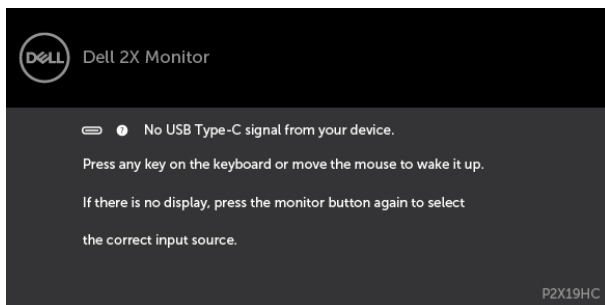 DELL
Dell 2X Monitor
? No USB Type-C signal from your device.
Press any key on the keyboard or move the mouse to wake it up.
If there is no display, press the monitor button again to select
the correct input source.
P2X19HC